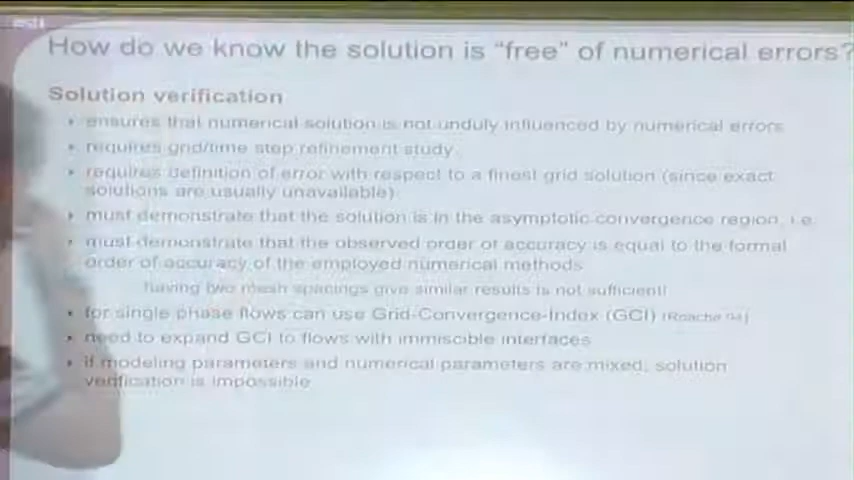 How do we know the solution is "free" of numerical errors?
Solution verification
• ensures that numerical solution is not unduly influenced by numerical errors
• requires grid/time step refinement study
• requires definition of error with respect to a finest grid solution (since exact
solutions are usually unavailable)
• must demonstrate that the solution is in the asymptotic convergence region, i.e.
• must demonstrate that the observed order of accuracy is equal to the formal
order of accuracy of the employed numerical methods
having two mesh spacings give similar results is not sufficient!
• for single phase flows can use Grid-Convergence-Index (GCI) (Roache 94)
• need to expand GCI to flows with immiscible interfaces
• if modeling parameters and numerical parameters are mixed, solution
verification is impossible